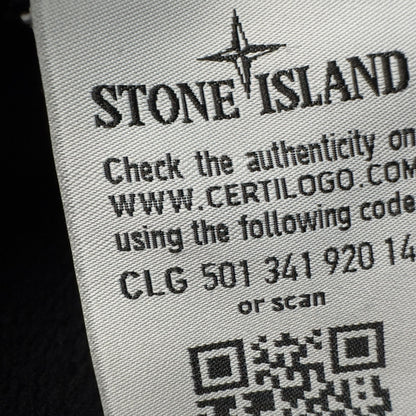 STONE ISLAND
Check the authenticity on
WWW.CERTILOGO.COM
using the following code
CLG 501 341 920 14
or scan